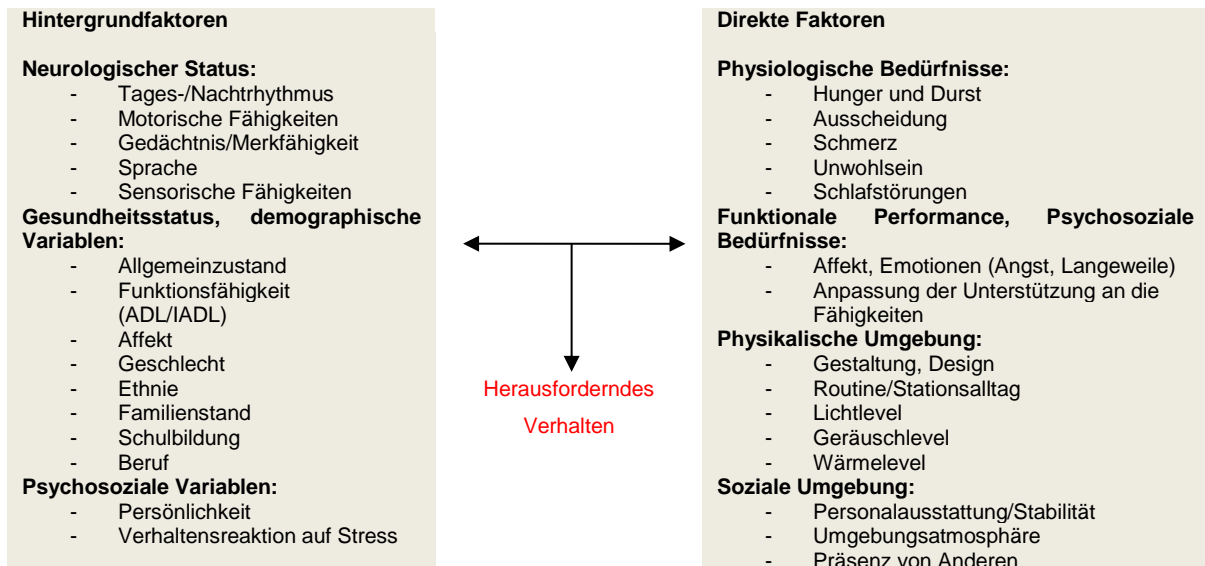 Hintergrundfaktoren
Neurologischer Status:
- Tages-/Nachtrhythmus
- Motorische Fähigkeiten
- Gedächtnis/Merkfähigkeit
- Sprache
- Sensorische Fähigkeiten
Gesundheitsstatus, demographische
Variablen:
- Allgemeinzustand
- Funktionsfähigkeit
(ADL/IADL)
- Affekt
- Geschlecht
- Ethnie
- Familienstand
- Schulbildung
- Beruf
Psychosoziale Variablen:
- Persönlichkeit
- Verhaltensreaktion auf Stress
Herausforderndes
Verhalten
Direkte Faktoren
Physiologische Bedürfnisse:
- Hunger und Durst
- Ausscheidung
- Schmerz
- Unwohlsein
- Schlafstörungen
Funktionale Performance, Psychosoziale
Bedürfnisse:
- Affekt, Emotionen (Angst, Langeweile)
- Anpassung der Unterstützung an die
Fähigkeiten
Physikalische Umgebung:
- Gestaltung, Design
- Routine/Stationsalltag
- Lichtlevel
- Geräuschlevel
- Wärmelevel
Soziale Umgebung:
- Personalausstattung/Stabilität
- Umgebungsatmosphäre
- Präsenz von Anderen